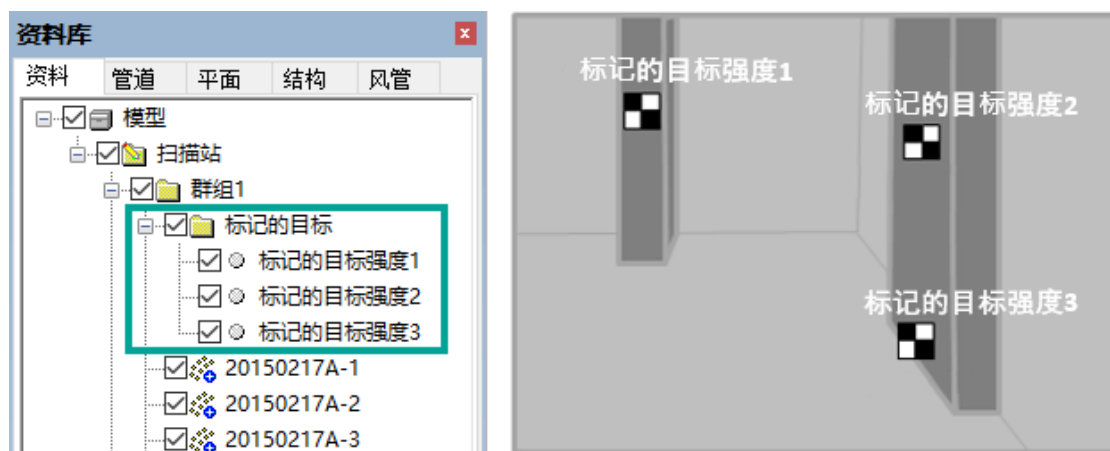 资料库
资料 管道 平面 结构 风管
模型
扫描站
群组1
标记的目标
标记的目标强度1
标记的目标强度2
标记的目标强度3
20150217A-1
20150217A-2
20150217A-3
标记的目标强度1
标记的目标强度2
标记的目标强度3